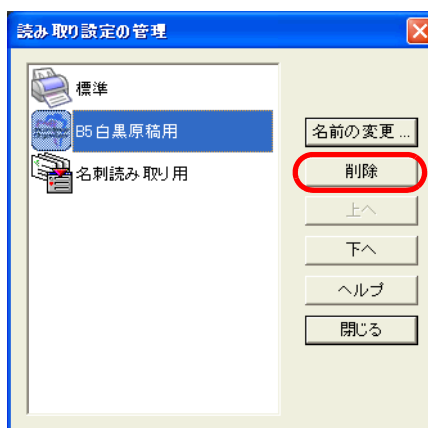 読み取り設定の管理
標準
B5白黒原稿用
名刺読み取り用
名前の変更...
削除
上へ
下へ
ヘルプ
閉じる